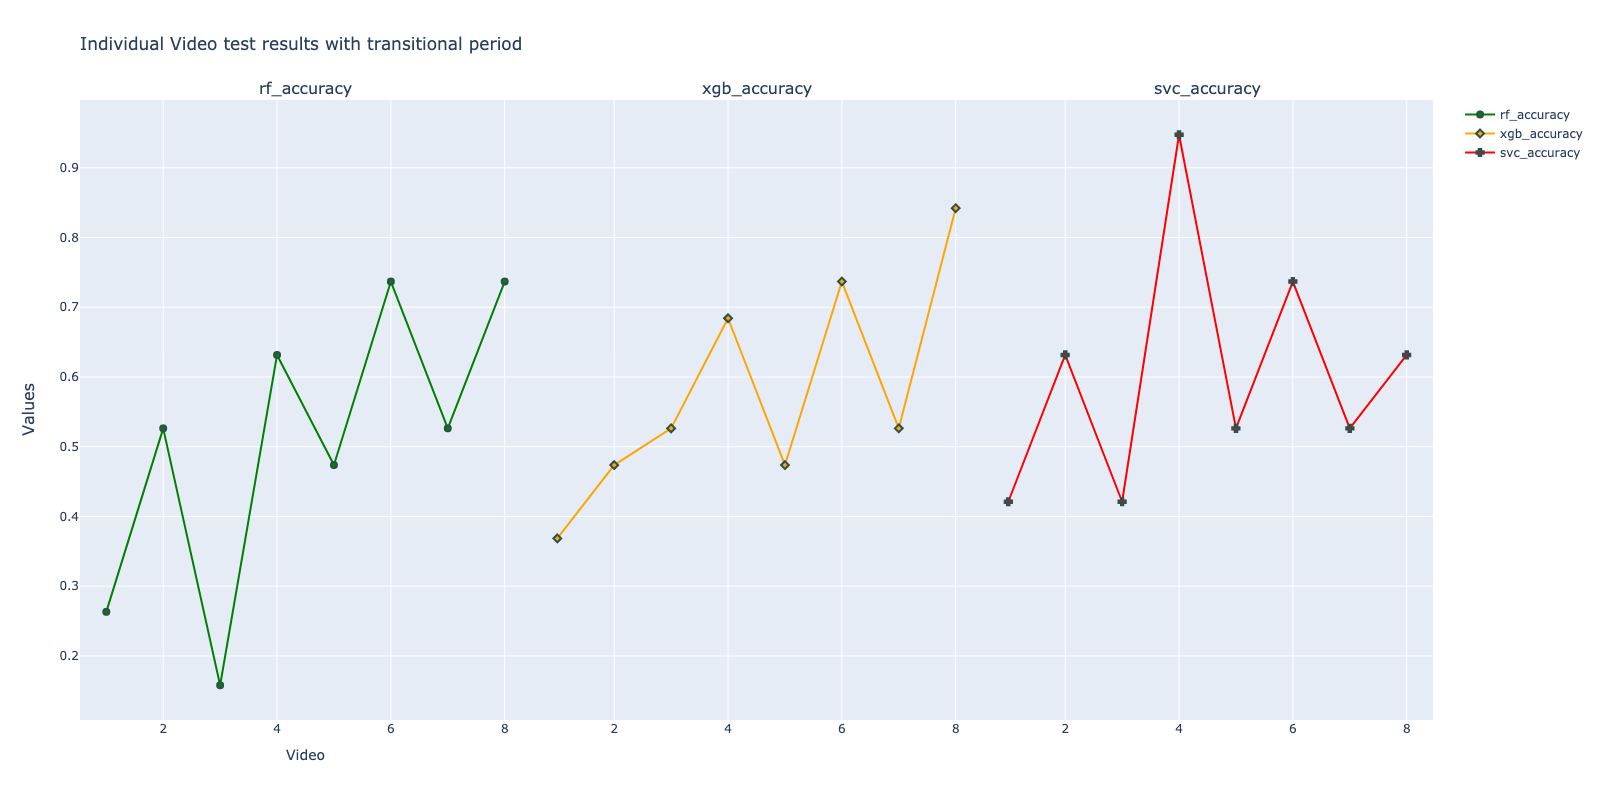 Individual Video test results with transitional period
rf_accuracy
xgb_accuracy
svc_accuracy
rf_accuracy
xgb_accuracy
svc_accuracy
Values
0.9
0.8
0.7
0.6
0.5
0.4
0.3
0.2
2 4 6 8 2 4 6 8 2 4 6 8
Video